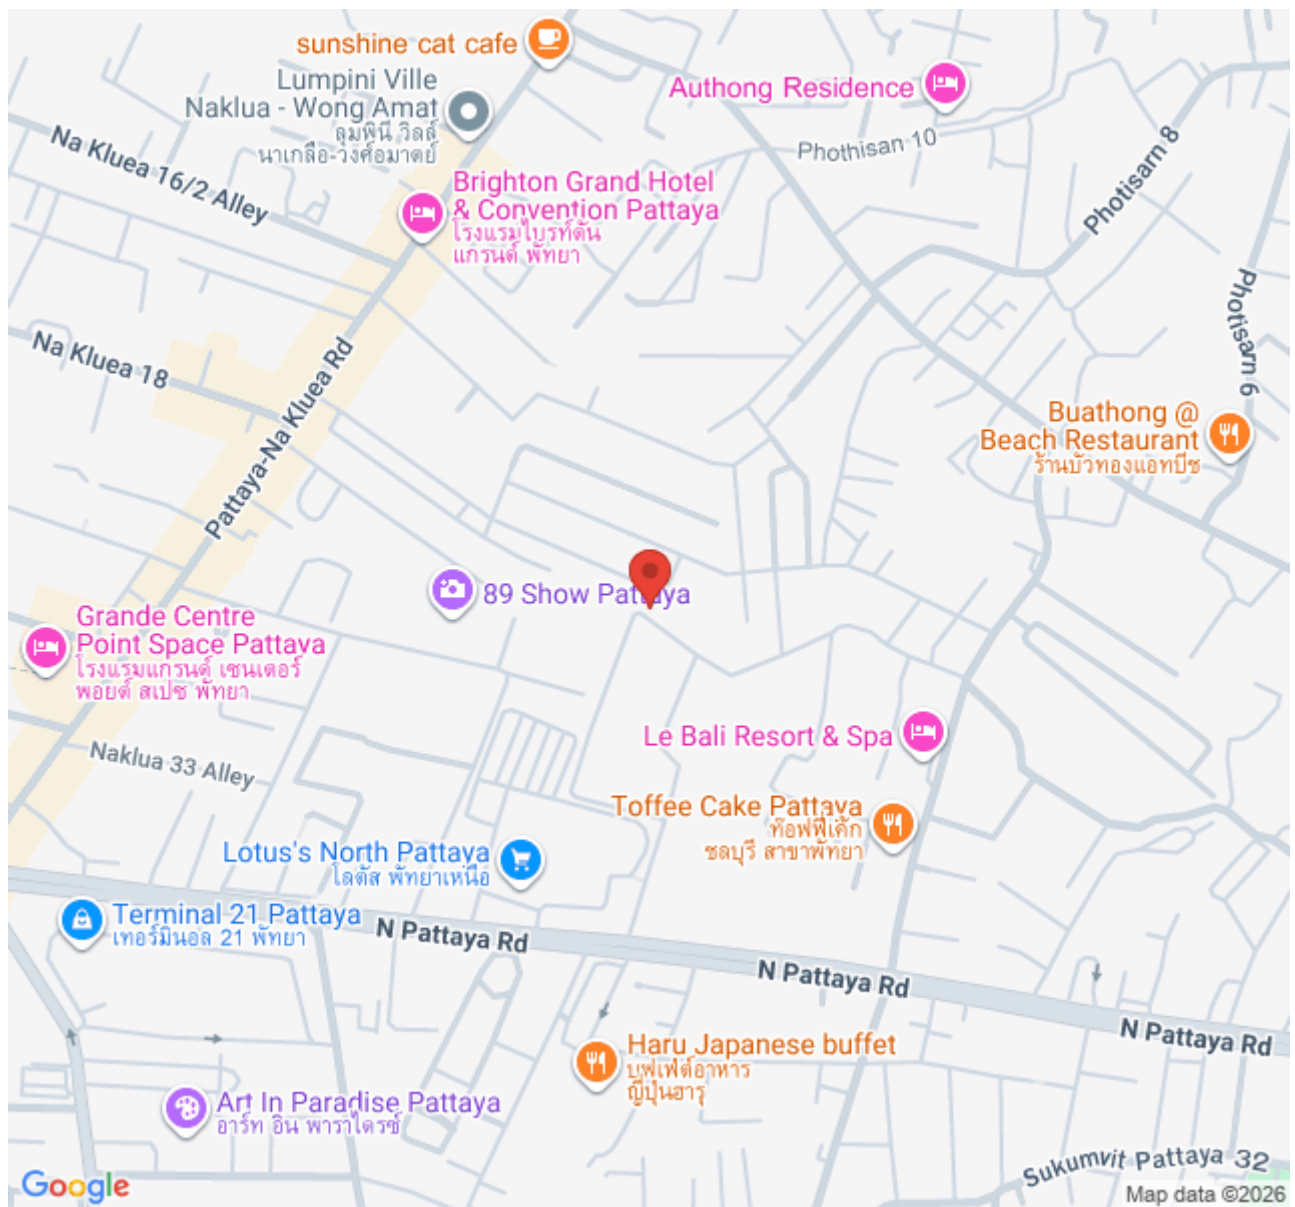 sunshine cat cafe
Lumpini Ville
Naklua - Wong Amat
ลุมพินี วิลล์
นาเกลือ-วงศ์อมาตย์
Authong Residence
Phothisan 10
Photisarn 8
Na Kluea 16/2 Alley
Brighton Grand Hotel
& Convention Pattaya
โรงแรมไบรท์ตัน
แกรนด์ พัทยา
Photisarn 6
Na Kluea 18
Pattaya-Na Kluea Rd
Buathong @
Beach Restaurant
ร้านบัวทองแอทบีช
89 Show Pattaya
Grande Centre
Point Space Pattaya
โรงแรมแกรนด์ เซนเตอร์
พอยต์ สเปซ พัทยา
Le Bali Resort & Spa
Naklua 33 Alley
Toffee Cake Pattaya
ท๊อฟฟี่เค้ก
ชลบุรี สาขาพัทยา
Lotus's North Pattaya
โลตัส พัทยาเหนือ
Terminal 21 Pattaya
เทอร์มินอล 21 พัทยา
N Pattaya Rd
N Pattaya Rd
N Pattaya Rd
Haru Japanese buffet
บุฟเฟ่ต์อาหาร
ญี่ปุ่นฮารุ
Art In Paradise Pattaya
อาร์ท อิน พาราไดรซ์
Sukumvit Pattaya 32
Google
Map data ©2026